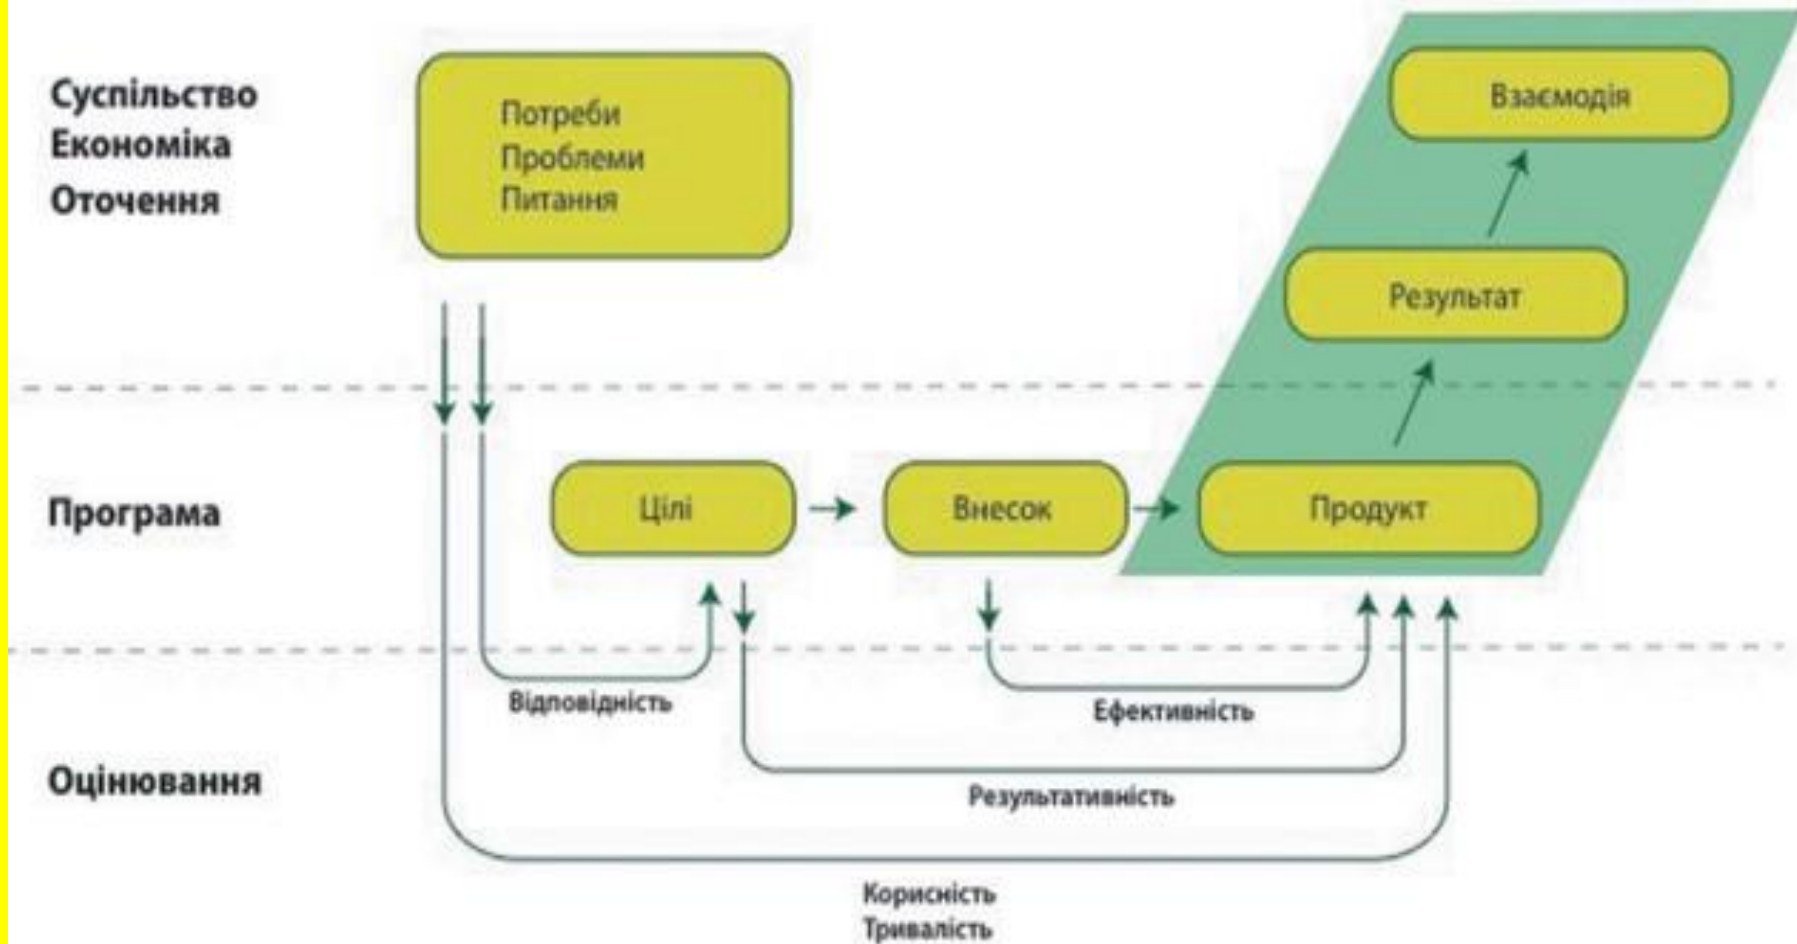 Суспільство
Економіка
Оточення
Потреби
Проблеми
Питання
Взаємодія
Результат
Програма
Цілі
Внесок
Продукт
Відповідність
Ефективність
Оцінювання
Результативність
Корисність
Тривалість